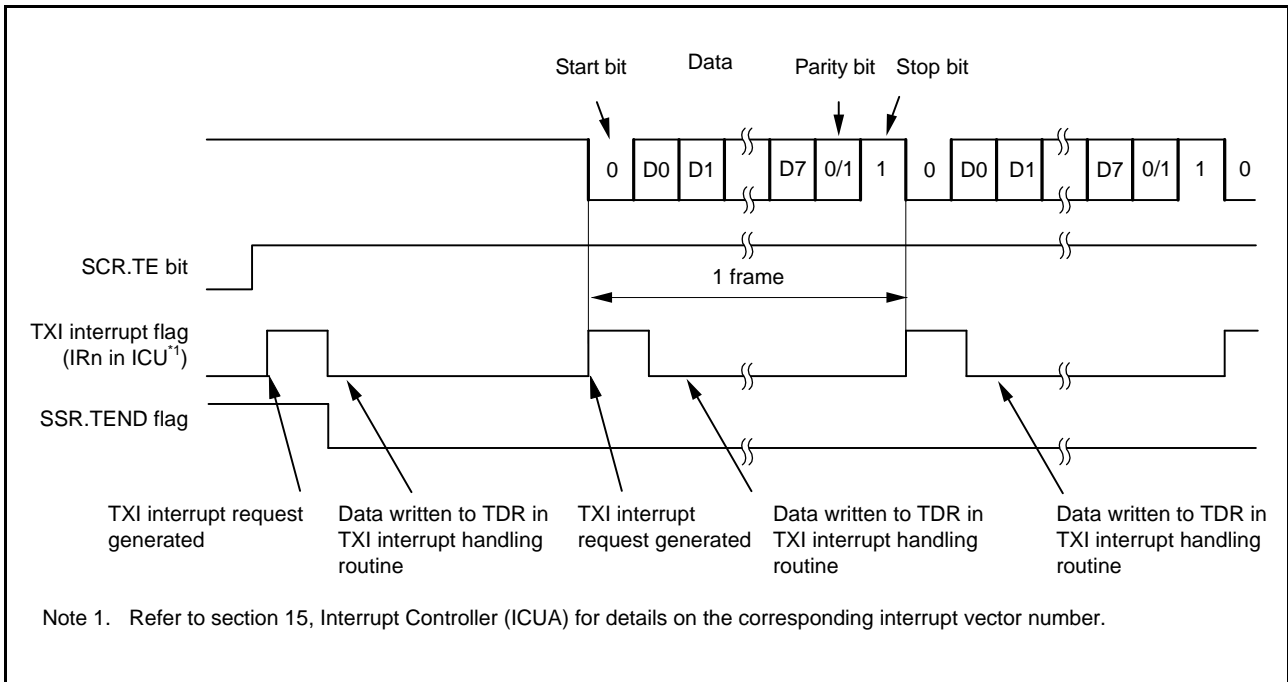 Start bit Data Parity bit Stop bit
0 D0 D1 D7 0/1 1 0 D0 D1 D7 0/1 1 0
SCR.TE bit
1 frame
TXI interrupt flag
(IRn in ICU*1)
SSR.TEND flag
TXI interrupt request
generated
Data written to TDR in
TXI interrupt handling
routine
TXI interrupt
request generated
Data written to TDR in
TXI interrupt handling
routine
Data written to TDR in
TXI interrupt handling
routine
Note 1. Refer to section 15, Interrupt Controller (ICUA) for details on the corresponding interrupt vector number.